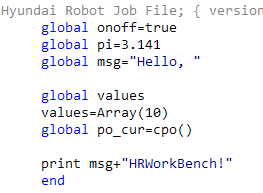 Hyundai Robot Job File; { version
global onoff=true
global pi=3.141
global msg="Hello, "
global values
values=Array(10)
global po_cur=cpo()
print msg+"HRWorkBench!"
end